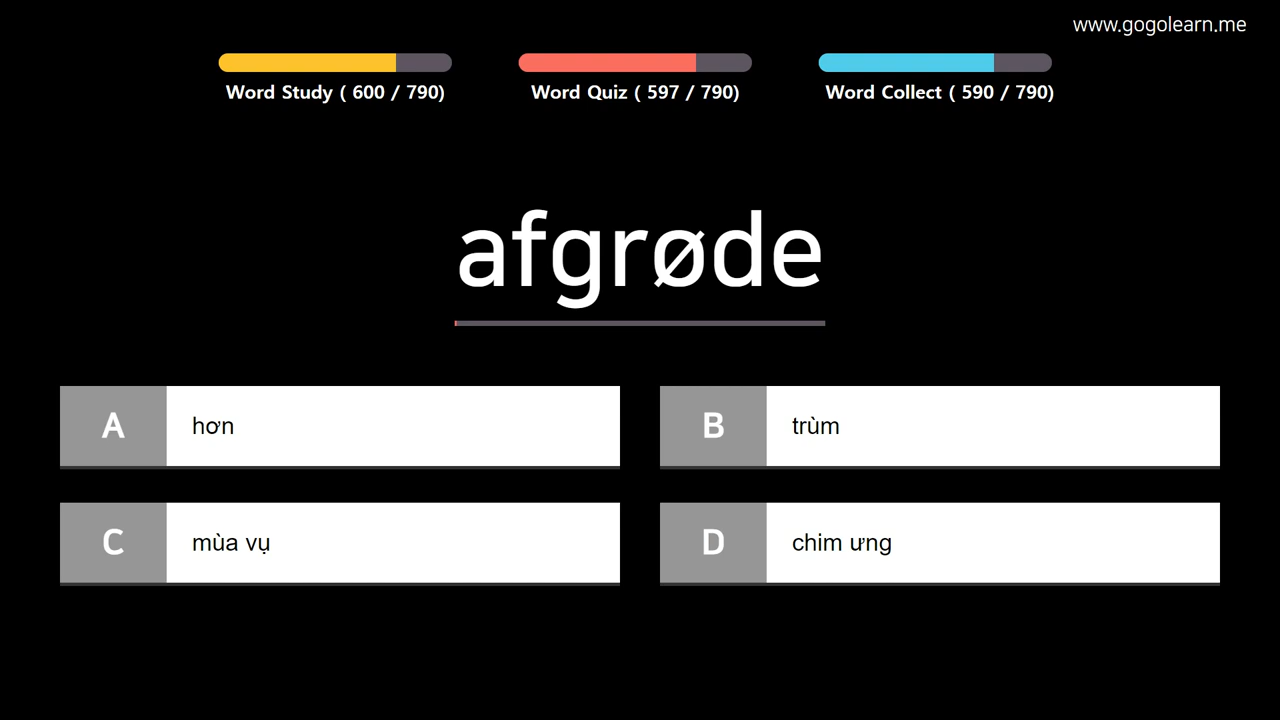 www.gogolearn.me
Word Study ( 600 / 790)
Word Quiz ( 597 / 790)
Word Collect ( 590 / 790)
afgrøde
A hơn
B trùm
C mùa vụ
D chim ưng